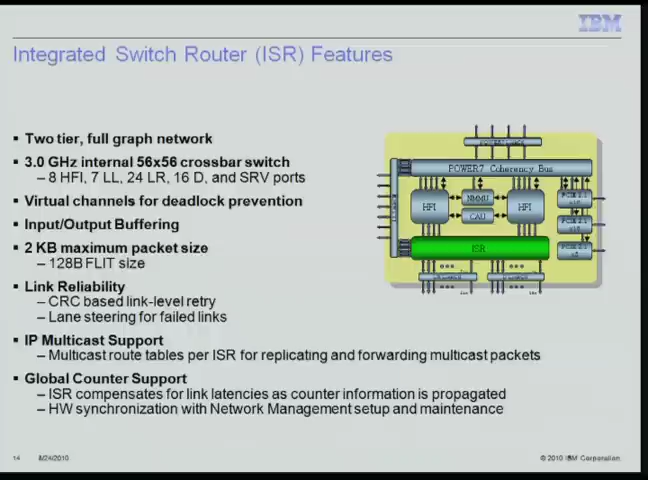 IBM
Integrated Switch Router (ISR) Features
▪ Two tier, full graph network
▪ 3.0 GHz internal 56x56 crossbar switch
– 8 HFI, 7 LL, 24 LR, 16 D, and SRV ports
▪ Virtual channels for deadlock prevention
▪ Input/Output Buffering
▪ 2 KB maximum packet size
– 128B FLIT size
▪ Link Reliability
– CRC based link-level retry
– Lane steering for failed links
▪ IP Multicast Support
– Multicast route tables per ISR for replicating and forwarding multicast packets
▪ Global Counter Support
– ISR compensates for link latencies as counter information is propagated
– HW synchronization with Network Management setup and maintenance
POWER7 Coherency Bus
HFI
NMMU
CAU
HFI
ISR
14 8/24/2010
© 2010 IBM Corporation